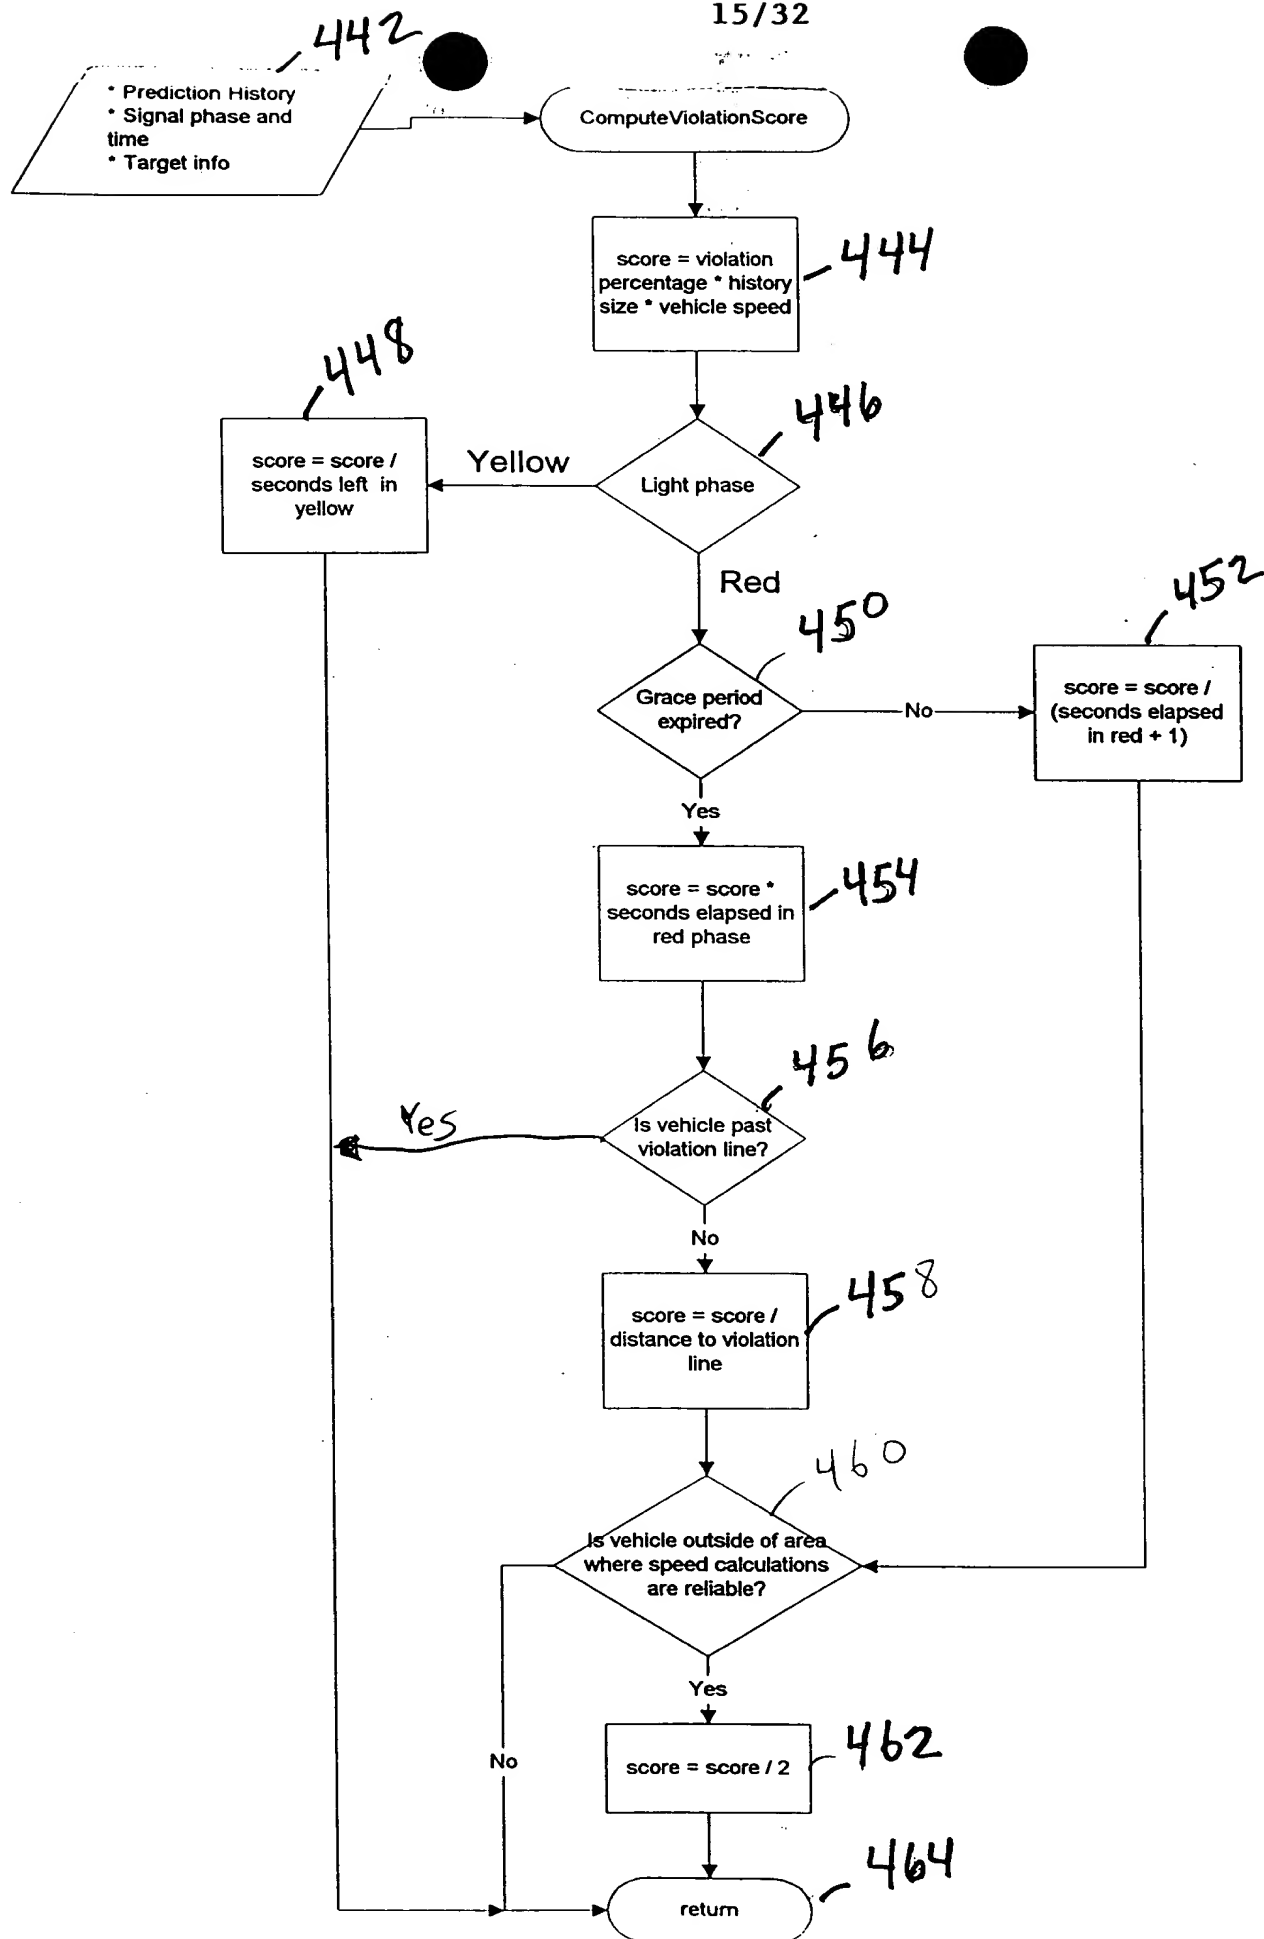 15/32
442
* Prediction History
* Signal phase and
time
* Target info
ComputeViolationScore
score = violation
percentage * history
size * vehicle speed
444
448
446
score = score /
seconds left in
yellow
Yellow
Light phase
Red
450
452
Grace period
expired?
No
score = score /
(seconds elapsed
in red + 1)
Yes
score = score *
seconds elapsed in
red phase
454
456
Yes
Is vehicle past
violation line?
No
458
score = score /
distance to violation
line
460
Is vehicle outside of area
where speed calculations
are reliable?
Yes
No
462
score = score / 2
464
return